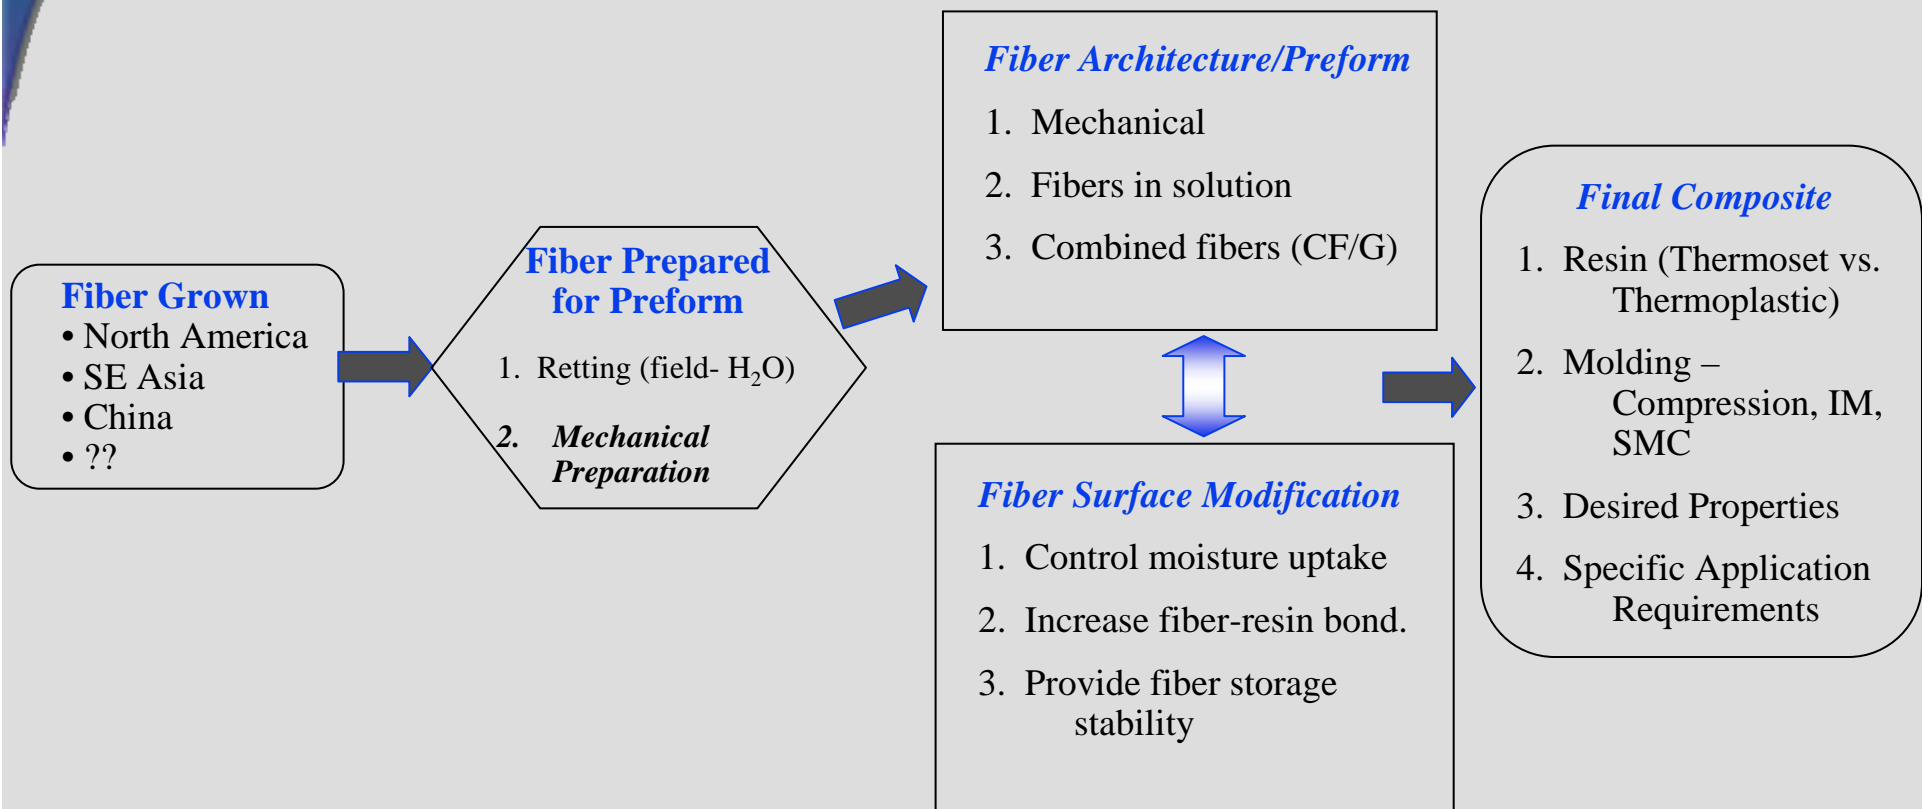 Fiber Grown
• North America
• SE Asia
• China
• ??
Fiber Prepared
for Preform
1. Retting (field- H₂O)
2. Mechanical
Preparation
Fiber Architecture/Preform
1. Mechanical
2. Fibers in solution
3. Combined fibers (CF/G)
Fiber Surface Modification
1. Control moisture uptake
2. Increase fiber-resin bond.
3. Provide fiber storage
stability
Final Composite
1. Resin (Thermoset vs.
Thermoplastic)
2. Molding –
Compression, IM,
SMC
3. Desired Properties
4. Specific Application
Requirements